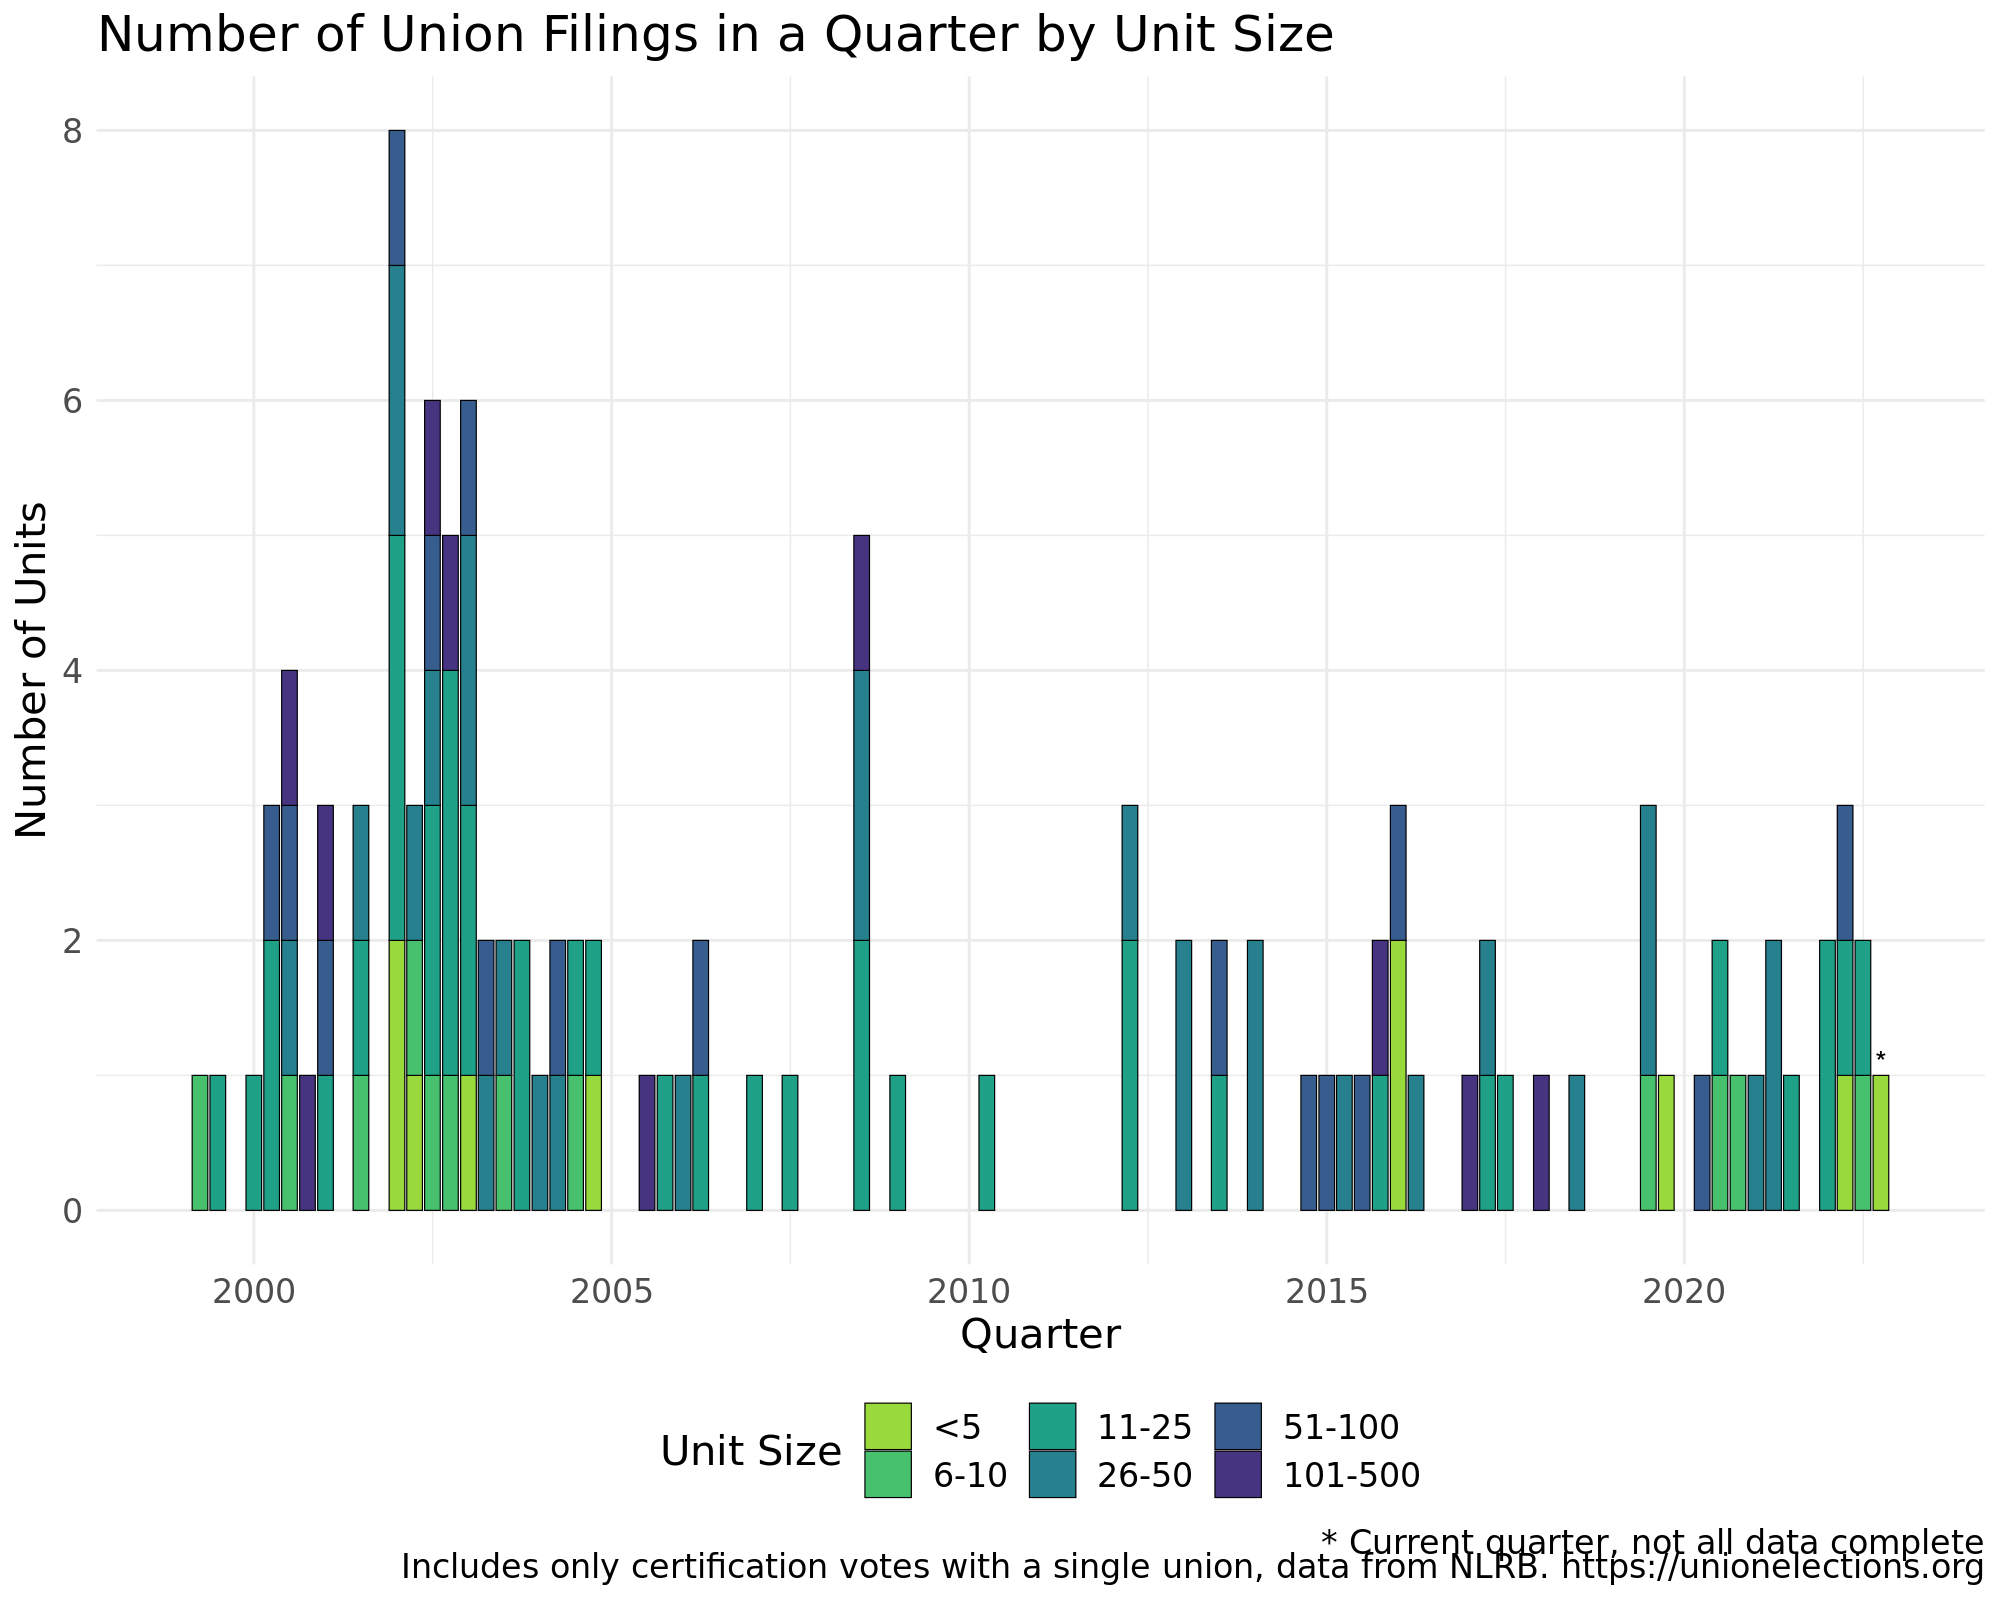 Number of Union Filings in a Quarter by Unit Size
Number of Units
8
6
4
2
0
*
2000 2005 2010 2015 2020
Quarter
Unit Size
<5 11-25 51-100
6-10 26-50 101-500
* Current quarter, not all data complete
Includes only certification votes with a single union, data from NLRB. https://unionelections.org